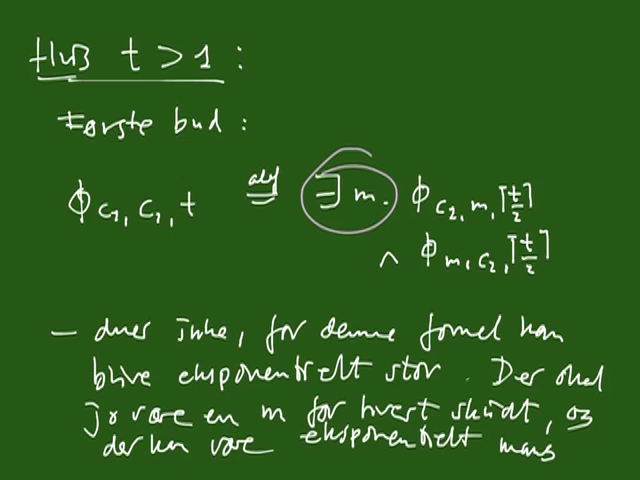 Hvis t > 1 :
Første bud :
ϕ c₁, c₂, t def = ∃ m. ϕ c₂, m, ⌈t/2⌉
∧ ϕ m, c₂, ⌈t/2⌉
— duer ikke, for denne formel kan
blive eksponentielt stor. Der skal
jo være en m for hvert skridt, og
der kan være eksponentielt mange